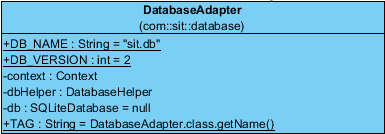 DatabaseAdapter
(com::sit::database)
+DB_NAME : String = "sit.db"
+DB_VERSION : int = 2
-context : Context
-dbHelper : DatabaseHelper
-db : SQLiteDatabase = null
+TAG : String = DatabaseAdapter.class.getName()